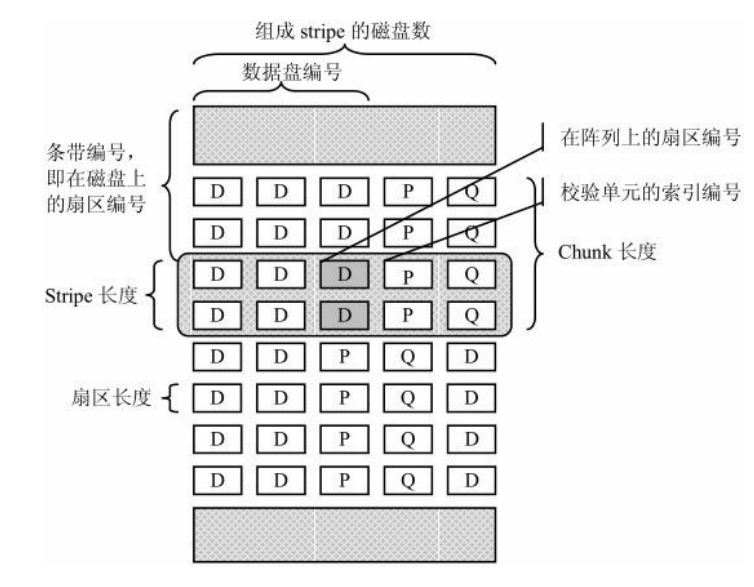 组成 stripe 的磁盘数
数据盘编号
条带编号，
即在磁盘上
的扇区编号
在阵列上的扇区编号
校验单元的索引编号
D D D P Q
D D D P Q
Chunk 长度
D D D P Q
Stripe 长度
D D D P Q
D D P Q D
扇区长度
D D P Q D
D D P Q D
D D P Q D